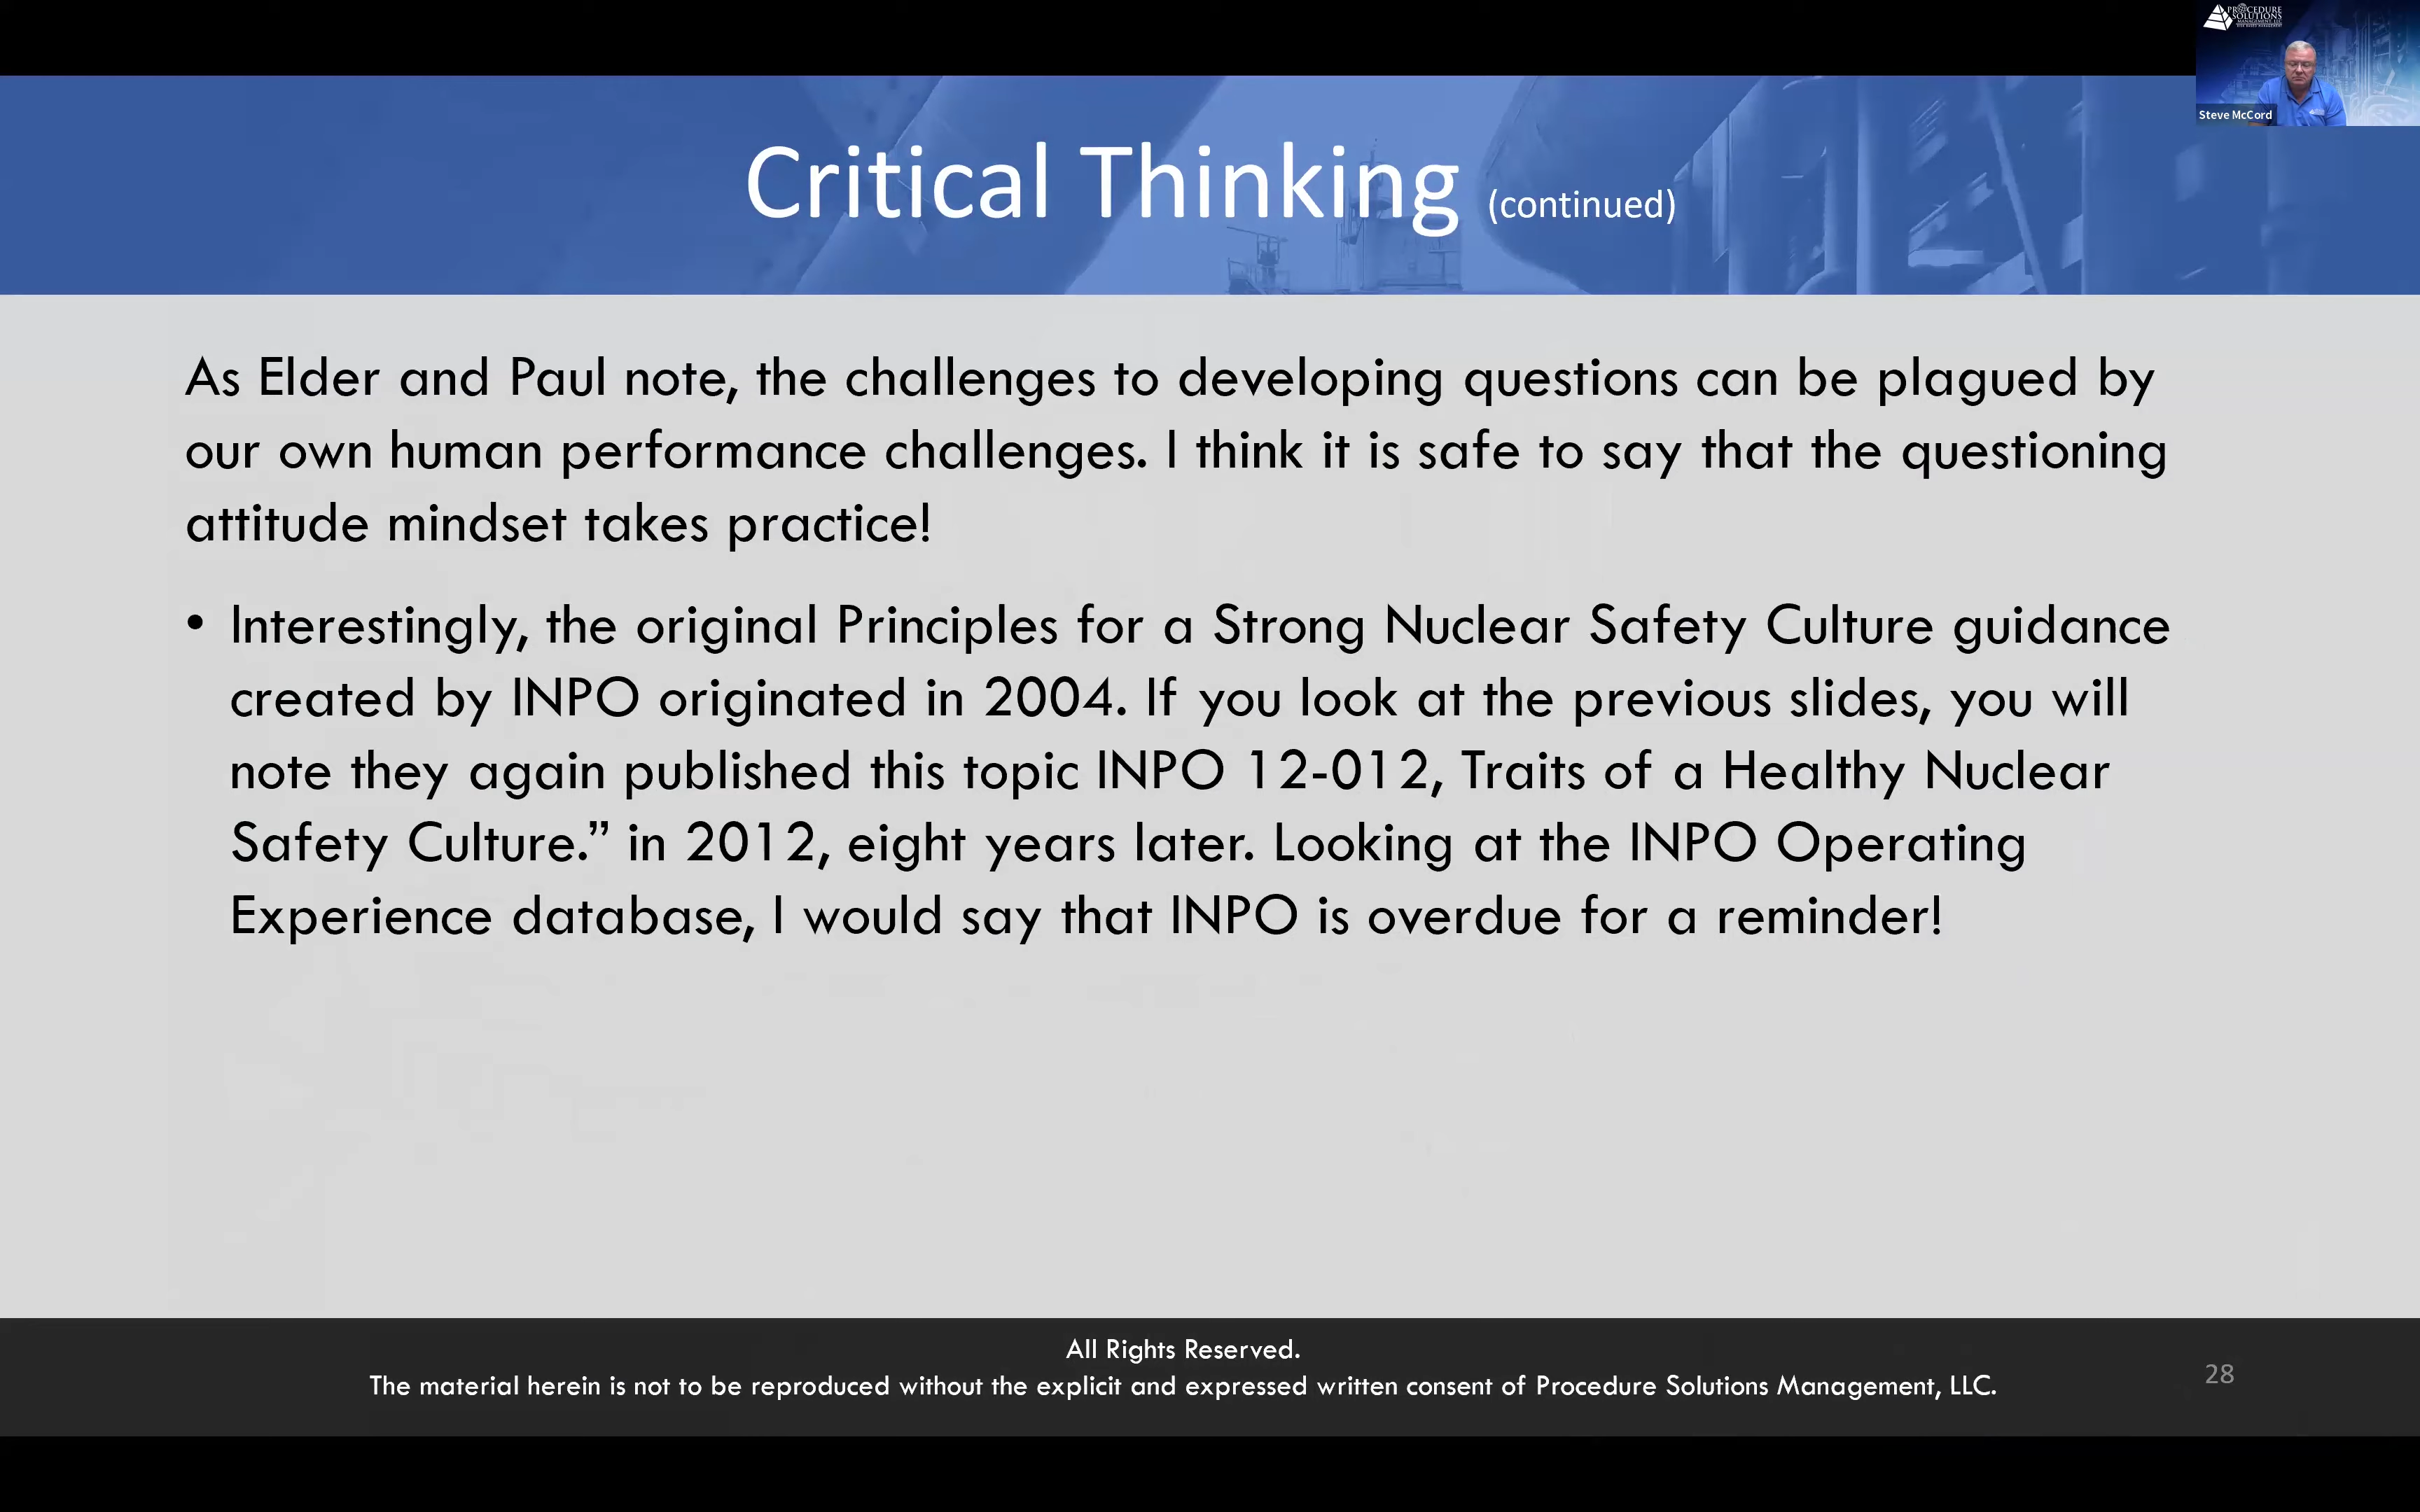 PROCEDURE
SOLUTIONS
Steve McCord
Critical Thinking (continued)
As Elder and Paul note, the challenges to developing questions can be plagued by
our own human performance challenges. I think it is safe to say that the questioning
attitude mindset takes practice!
• Interestingly, the original Principles for a Strong Nuclear Safety Culture guidance
created by INPO originated in 2004. If you look at the previous slides, you will
note they again published this topic INPO 12-012, Traits of a Healthy Nuclear
Safety Culture.” in 2012, eight years later. Looking at the INPO Operating
Experience database, I would say that INPO is overdue for a reminder!
All Rights Reserved.
The material herein is not to be reproduced without the explicit and expressed written consent of Procedure Solutions Management, LLC.
28